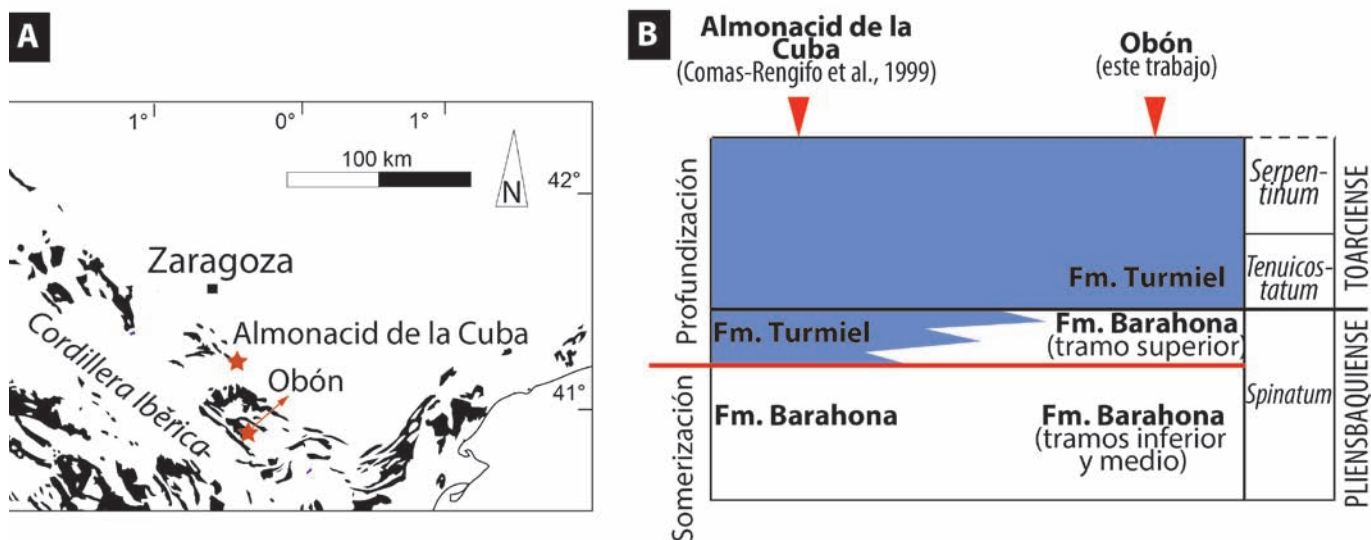 A
1°
0°
1°
100 km
N
42°
Zaragoza
Almonacid de la Cuba
Obón
Cordillera Ibérica
41°
B
Almonacid de la
Cuba
(Comas-Rengifo et al., 1999)
Obón
(este trabajo)
Profundización
Somerización
Fm. Turmiel
Fm. Turmiel
Fm. Barahona
(tramo superior)
Fm. Barahona
Fm. Barahona
(tramos inferior
y medio)
Serpen-
tinum
Tenuicos-
tatum
Spinatum
TOARCIENSE
PLIENSBAQUIENSE